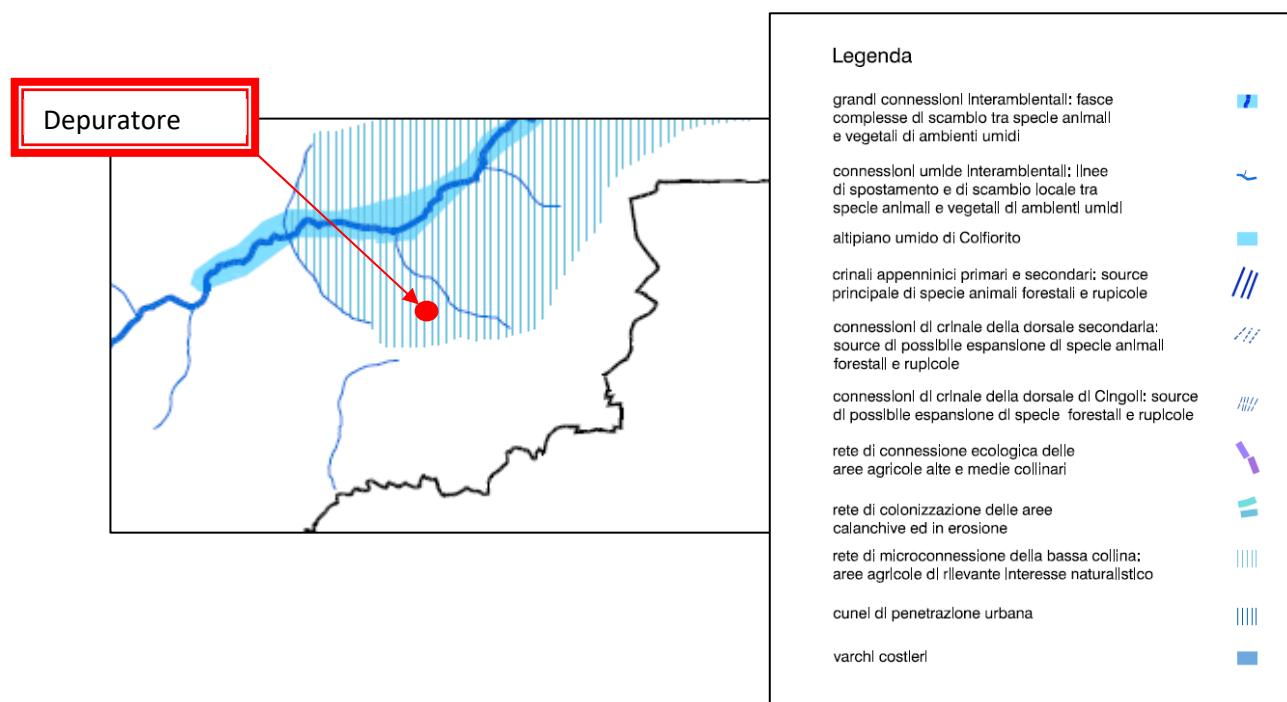 Depuratore
Legenda
grandi connessioni interambientali: fasce
complesse di scambio tra specie animali
e vegetali di ambienti umidi
connessioni umide interambientali: linee
di spostamento e di scambio locale tra
specie animali e vegetali di ambienti umidi
altipiano umido di Colfiorito
crinali appenninici primari e secondari: source
principale di specie animali forestali e rupicole
connessioni di crinale della dorsale secondaria:
source di possibile espansione di specie animali
forestali e rupicole
connessioni di crinale della dorsale di Cingoli: source
di possibile espansione di specie forestali e rupicole
rete di connessione ecologica delle
aree agricole alte e medie collinari
rete di colonizzazione delle aree
calanchive ed in erosione
rete di microconnessione della bassa collina:
aree agricole di rilevante interesse naturalistico
cunei di penetrazione urbana
varchi costieri